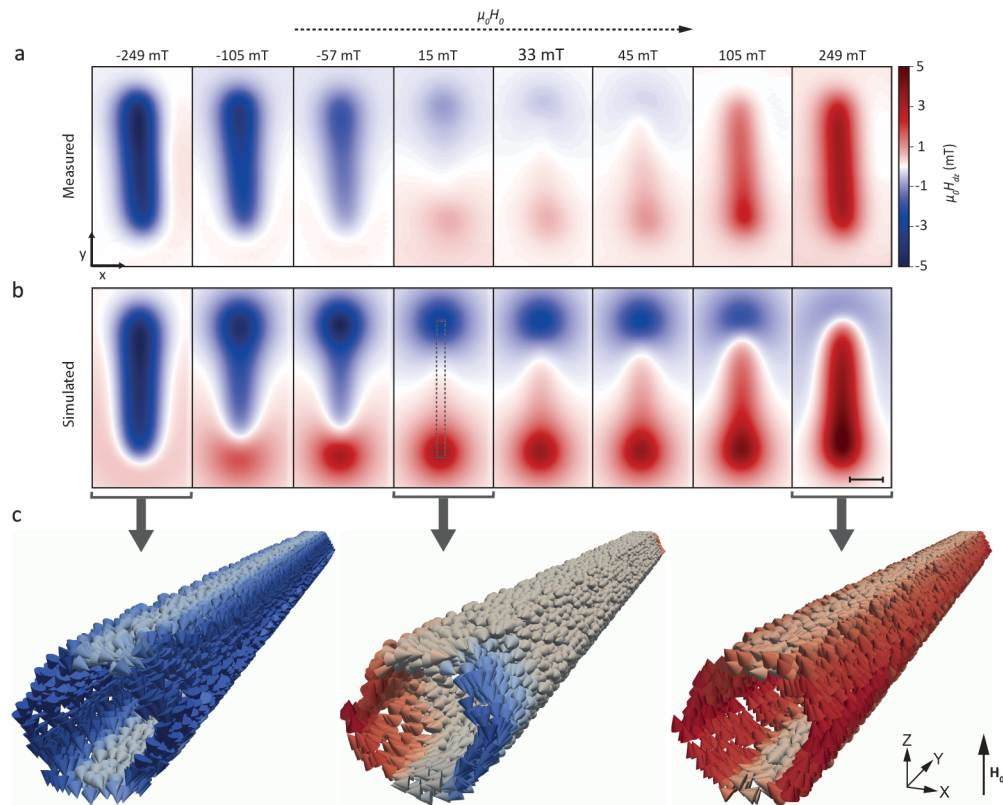 μ₀H₀
a
-249 mT -105 mT -57 mT 15 mT 33 mT 45 mT 105 mT 249 mT
Measured
y
x
5
3
1
-1
-3
-5
μ₀H_dz (mT)
b
Simulated
c
Z
Y
X
H₀